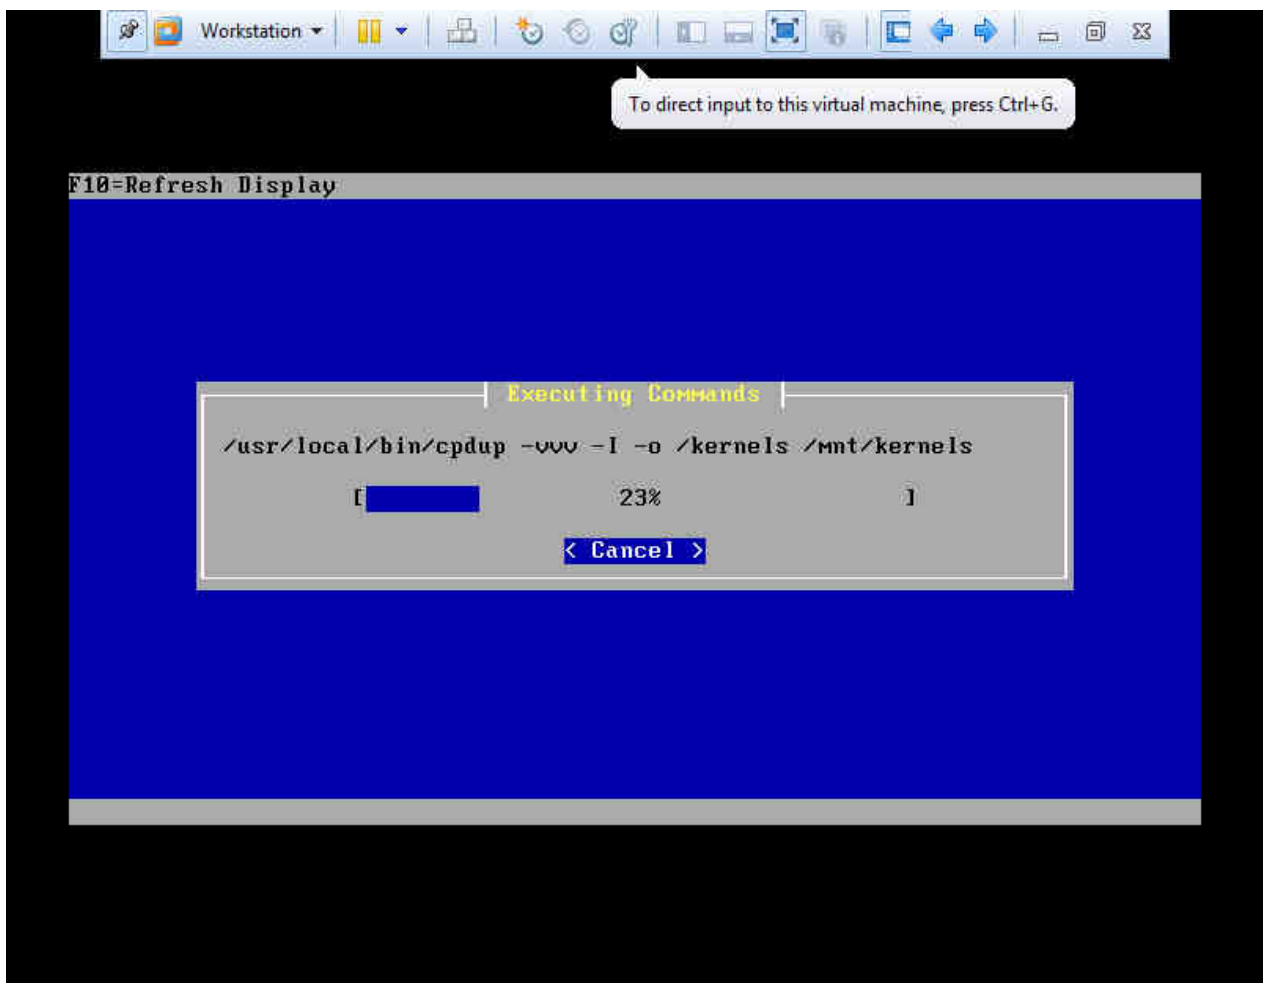 Workstation
To direct input to this virtual machine, press Ctrl+G.
F10=Refresh Display
Executing Commands
/usr/local/bin/cpdup -vvv -I -o /kernels /mnt/kernels
[ 23% ]
< Cancel >